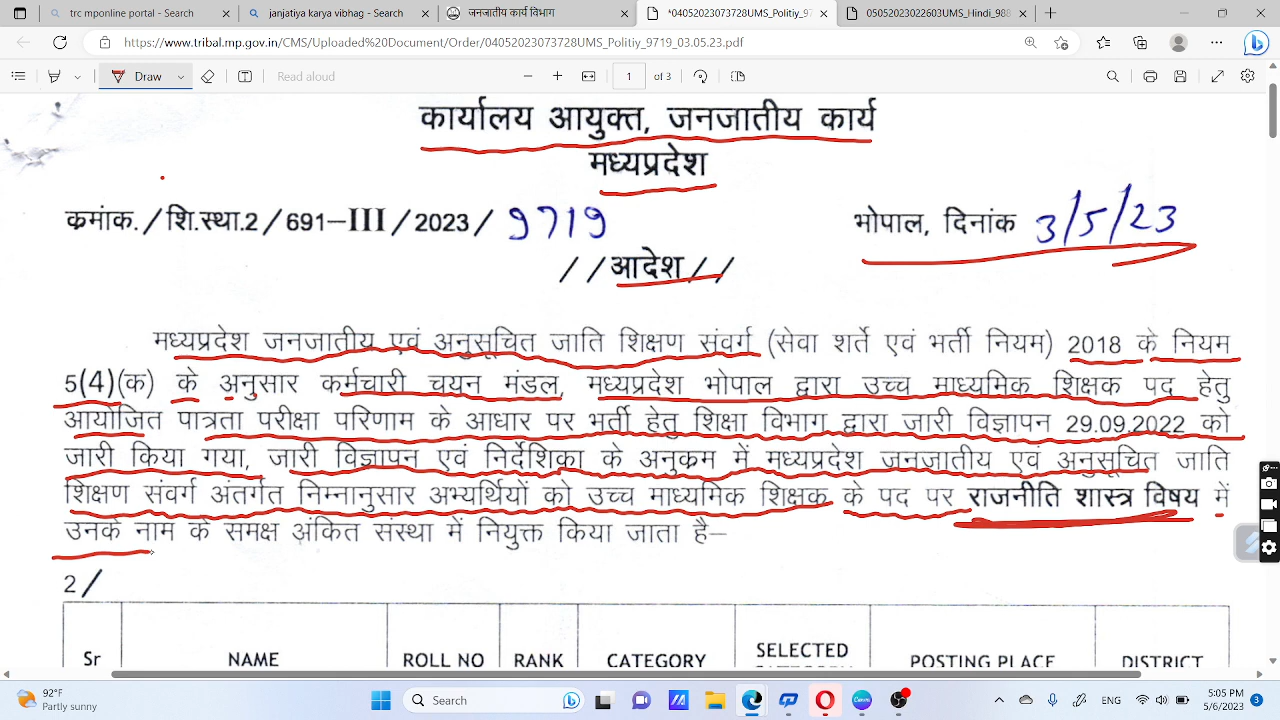 trc mponline portal - Search
janjatiya karya vibhag - Search
जनजातीय कार्य विभाग
*04052023073728UMS_Politiy_97
05052023022603UMS_Hindi_988
https://www.tribal.mp.gov.in/CMS/Uploaded%20Document/Order/04052023073728UMS_Politiy_9719_03.05.23.pdf
Draw
Read aloud
1 of 3
कार्यालय आयुक्त, जनजातीय कार्य
मध्यप्रदेश
कमांक./शि.स्था.2/691-III/2023/ 9719
भोपाल, दिनांक 3/5/23
//आदेश//
मध्यप्रदेश जनजातीय एवं अनुसूचित जाति शिक्षण संवर्ग (सेवा शर्ते एवं भर्ती नियम) 2018 के नियम
5(4)(क) के अनुसार कर्मचारी चयन मंडल, मध्यप्रदेश भोपाल द्वारा उच्च माध्यमिक शिक्षक पद हेतु
आयोजित पात्रता परीक्षा परिणाम के आधार पर भर्ती हेतु शिक्षा विभाग द्वारा जारी विज्ञापन 29.09.2022 को
जारी किया गया, जारी विज्ञापन एवं निर्देशिका के अनुकम में मध्यप्रदेश जनजातीय एवं अनुसूचित जाति
शिक्षण संवर्ग अंतर्गत निम्नानुसार अभ्यर्थियों को उच्च माध्यमिक शिक्षक के पद पर राजनीति शास्त्र विषय में
उनके नाम के समक्ष अंकित संस्था में नियुक्त किया जाता है–
2/
Sr NAME ROLL NO RANK CATEGORY SELECTED POSTING PLACE DISTRICT
92°F
Partly sunny
Search
ENG
5:05 PM
5/6/2023
3